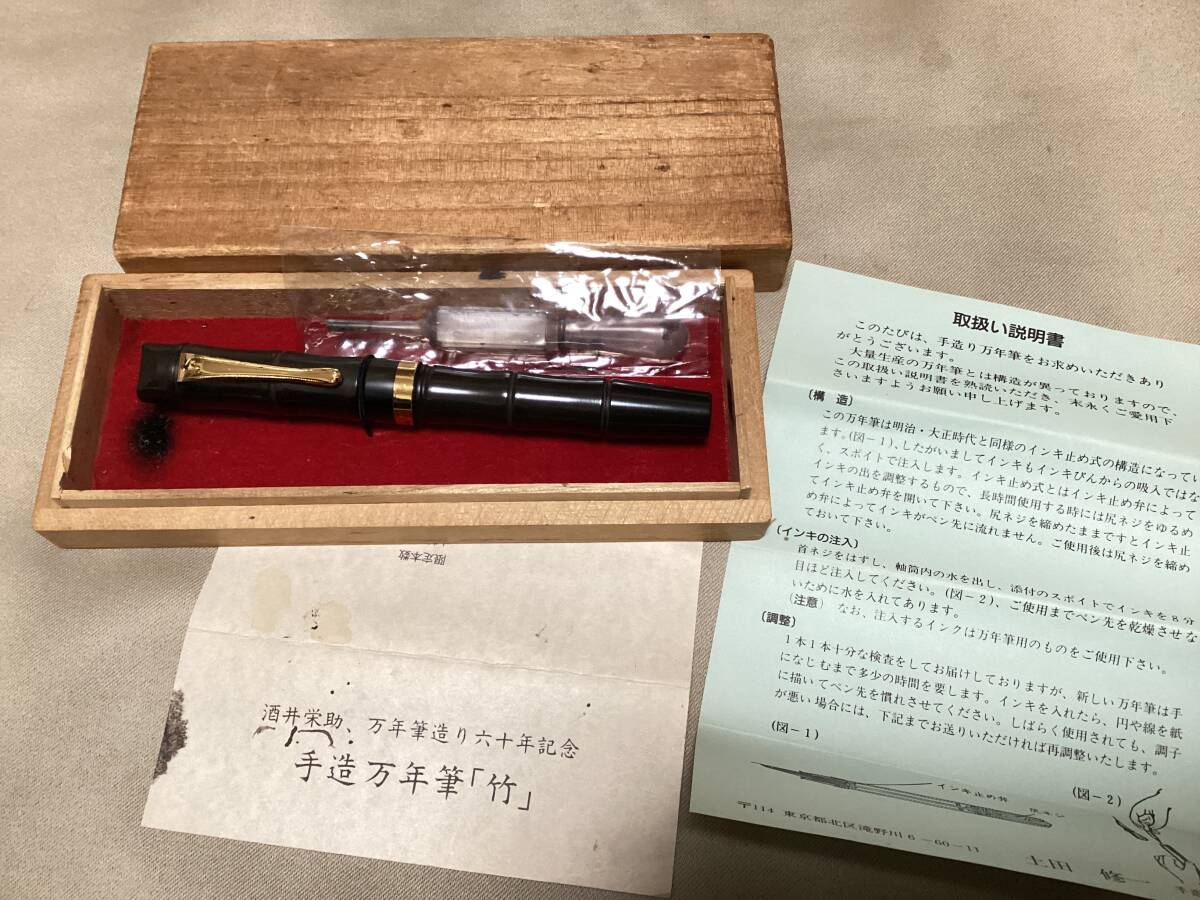 取扱い説明書
このたびは、手造り万年筆をお求めいただきあり
がとうございます。
大量生産の万年筆とは構造が異っておりますので、
この取扱い説明書を熟読いただき、末永くご愛用下
さいますようお願い申し上げます。
〔構 造〕
この万年筆は明治・大正時代と同様のインキ止め式の構造になってい
ます。(図−1)、したがいましてインキもインキびんからの吸入ではな
く、スポイトで注入します。インキ止め式とはインキ止め弁によって
インキの出を調整するもので、長時間使用する時には尻ネジをゆるめ
てインキ止め弁を開いて下さい。尻ネジを締めたままですとインキ止
め弁によってインキがペン先に流れません。ご使用後は尻ネジを締め
ておいて下さい。
〔インキの注入〕
首ネジをはずし、軸筒内の水を出し、添付のスポイトでインキを8分
目ほど注入してください。(図−2)、ご使用までペン先を乾燥させな
いために水を入れてあります。
(注意) なお、注入するインクは万年筆用のものをご使用下さい。
〔調整〕
1本1本十分な検査をしてお届けしておりますが、新しい万年筆は手
になじむまで多少の時間を要します。インキを入れたら、円や線を紙
に描いてペン先を慣れさせてください。しばらく使用されても、調子
が悪い場合には、下記までお送りいただければ再調整いたします。
(図−1)
(図−2)
インキ止め弁
尻ネジ
〒114 東京都北区滝野川6−60−11
土田 修一
限定本数
酒井栄助、万年筆造り六十年記念
手造万年筆「竹」